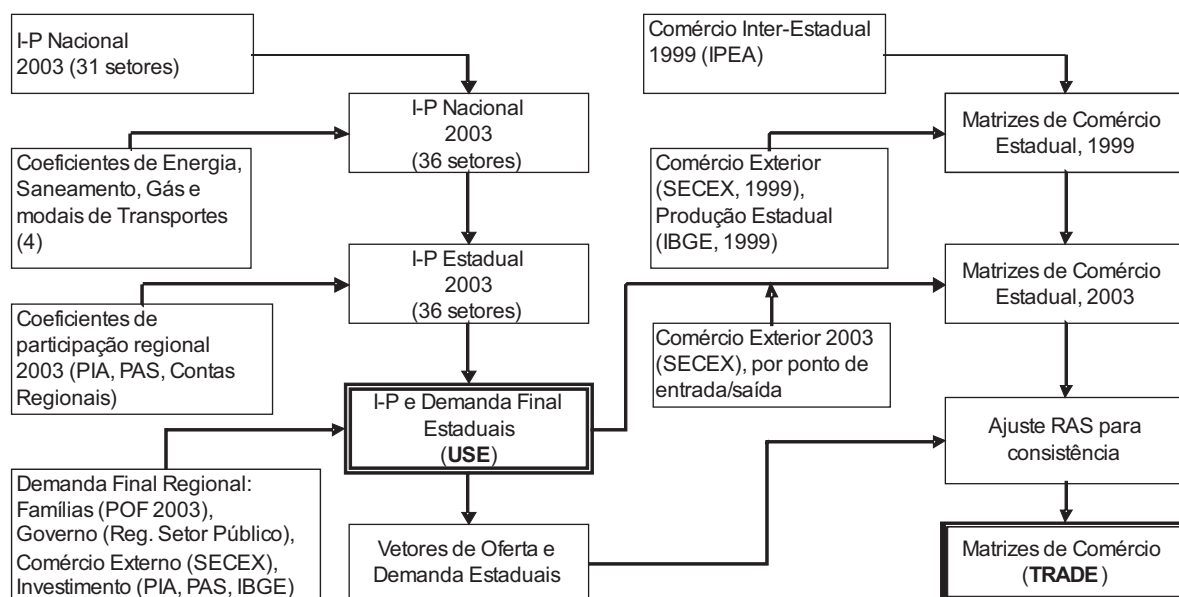 I-P Nacional
2003 (31 setores)
Comércio Inter-Estadual
1999 (IPEA)
I-P Nacional
2003
(36 setores)
Matrizes de Comércio
Estadual, 1999
Coeficientes de Energia,
Saneamento, Gás e
modais de Transportes
(4)
Comércio Exterior
(SECEX, 1999),
Produção Estadual
(IBGE, 1999)
I-P Estadual
2003
(36 setores)
Matrizes de Comércio
Estadual, 2003
Coeficientes de
participação regional
2003 (PIA, PAS, Contas
Regionais)
Comércio Exterior 2003
(SECEX), por ponto de
entrada/saída
I-P e Demanda Final
Estaduais
(USE)
Ajuste RAS para
consistência
Demanda Final Regional:
Famílias (POF 2003),
Governo (Reg. Setor Público),
Comércio Externo (SECEX),
Investimento (PIA, PAS, IBGE)
Vetores de Oferta e
Demanda Estaduais
Matrizes de Comércio
(TRADE)